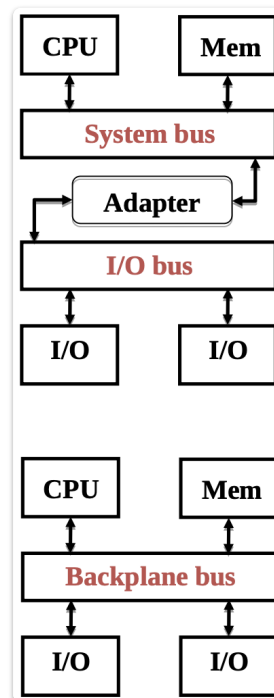 CPU Mem
System bus
Adapter
I/O bus
I/O I/O
CPU Mem
Backplane bus
I/O I/O